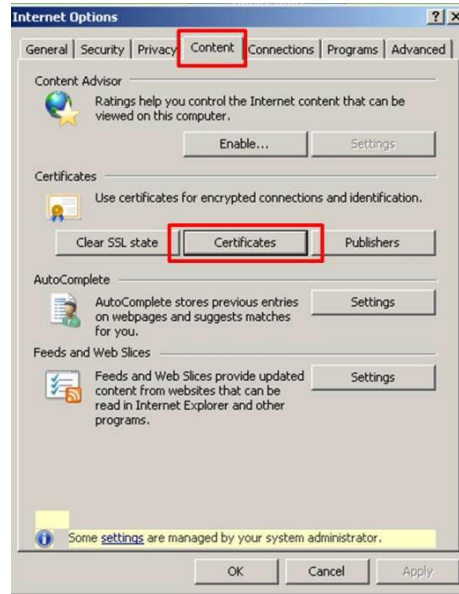 Internet Options
General Security Privacy Content Connections Programs Advanced
Content Advisor
Ratings help you control the Internet content that can be
viewed on this computer.
Enable... Settings
Certificates
Use certificates for encrypted connections and identification.
Clear SSL state Certificates Publishers
AutoComplete
AutoComplete stores previous entries
on webpages and suggests matches
for you.
Settings
Feeds and Web Slices
Feeds and Web Slices provide updated
content from websites that can be
read in Internet Explorer and other
programs.
Settings
Some settings are managed by your system administrator.
OK Cancel Apply